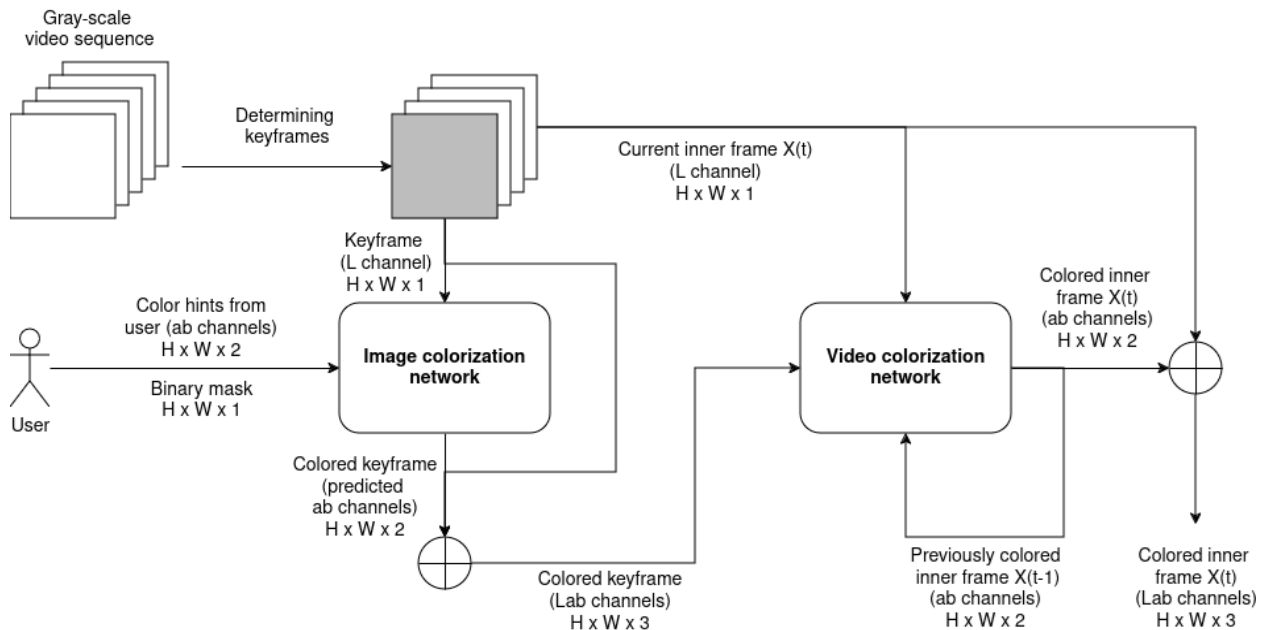 Gray-scale
video sequence
Determining
keyframes
Current inner frame X(t)
(L channel)
H x W x 1
Keyframe
(L channel)
H x W x 1
Color hints from
user (ab channels)
H x W x 2
Binary mask
H x W x 1
User
Image colorization
network
Video colorization
network
Colored inner
frame X(t)
(ab channels)
H x W x 2
Colored keyframe
(predicted
ab channels)
H x W x 2
Colored keyframe
(Lab channels)
H x W x 3
Previously colored
inner frame X(t-1)
(ab channels)
H x W x 2
Colored inner
frame X(t)
(Lab channels)
H x W x 3